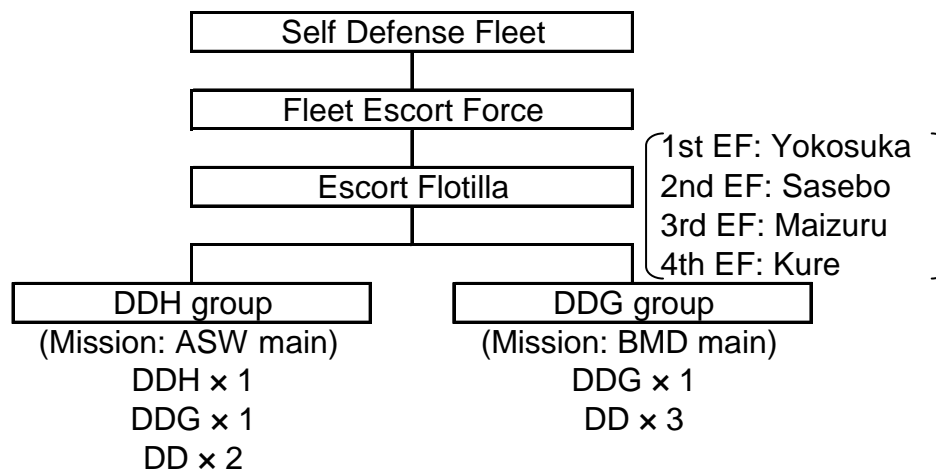 Self Defense Fleet
Fleet Escort Force
Escort Flotilla
1st EF: Yokosuka
2nd EF: Sasebo
3rd EF: Maizuru
4th EF: Kure
DDH group
(Mission: ASW main)
DDH × 1
DDG × 1
DD × 2
DDG group
(Mission: BMD main)
DDG × 1
DD × 3